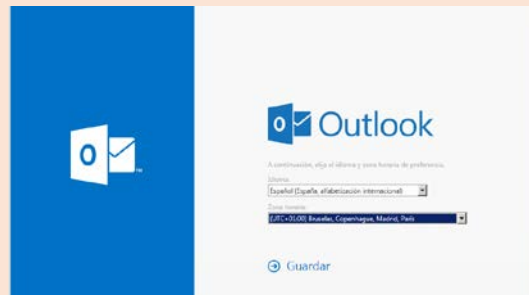 Outlook
A continuación, elija el idioma y zona horaria de preferencia.
Idioma:
Español (España, alfabetización internacional)
Zona horaria:
(UTC+01:00) Bruselas, Copenhague, Madrid, París
Guardar